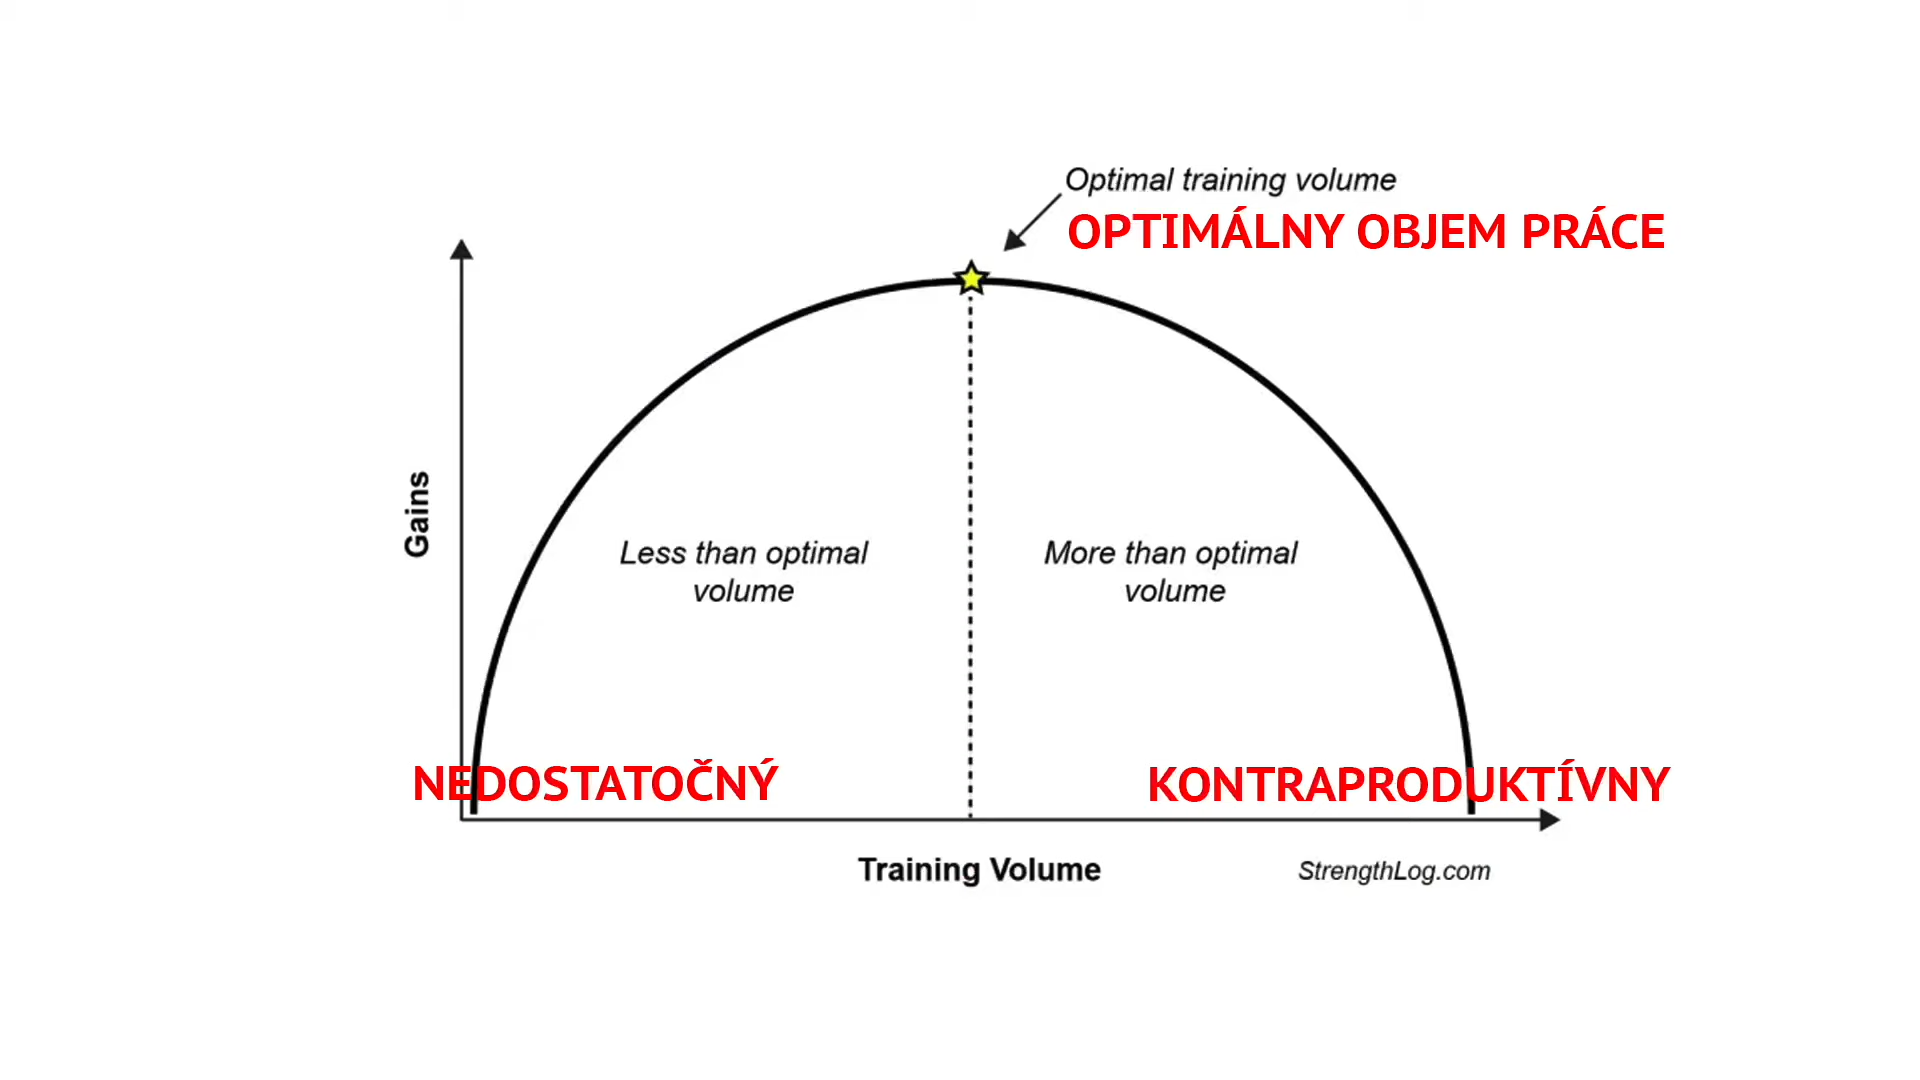 Optimal training volume
OPTIMÁLNY OBJEM PRÁCE
Gains
Less than optimal
volume
More than optimal
volume
NEDOSTATOČNÝ
KONTRAPRODUKTÍVNY
Training Volume
StrengthLog.com